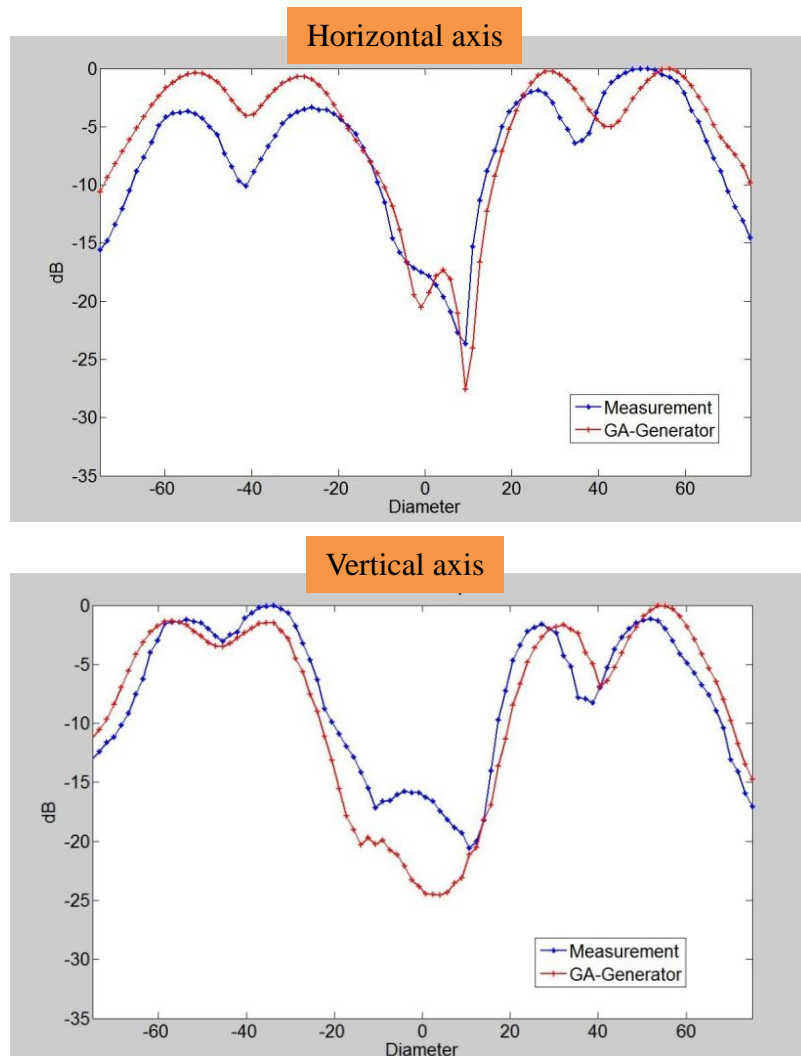 Horizontal axis
0
-5
-10
-15
-20
-25
-30
-35
dB
-60 -40 -20 0 20 40 60
Diameter
Measurement
GA-Generator
Vertical axis
0
-5
-10
-15
-20
-25
-30
-35
dB
-60 -40 -20 0 20 40 60
Diameter
Measurement
GA-Generator